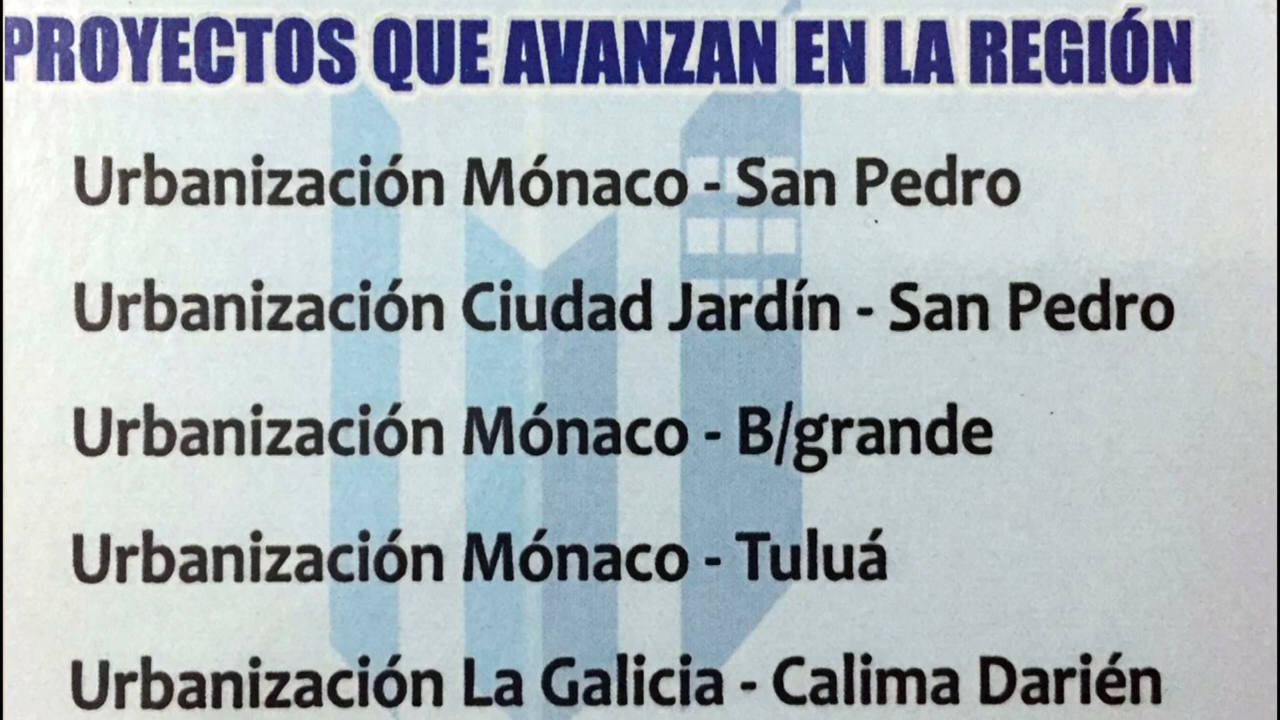 PROYECTOS QUE AVANZAN EN LA REGIÓN
Urbanización Mónaco - San Pedro
Urbanización Ciudad Jardín - San Pedro
Urbanización Mónaco - B/grande
Urbanización Mónaco - Tuluá
Urbanización La Galicia - Calima Darién